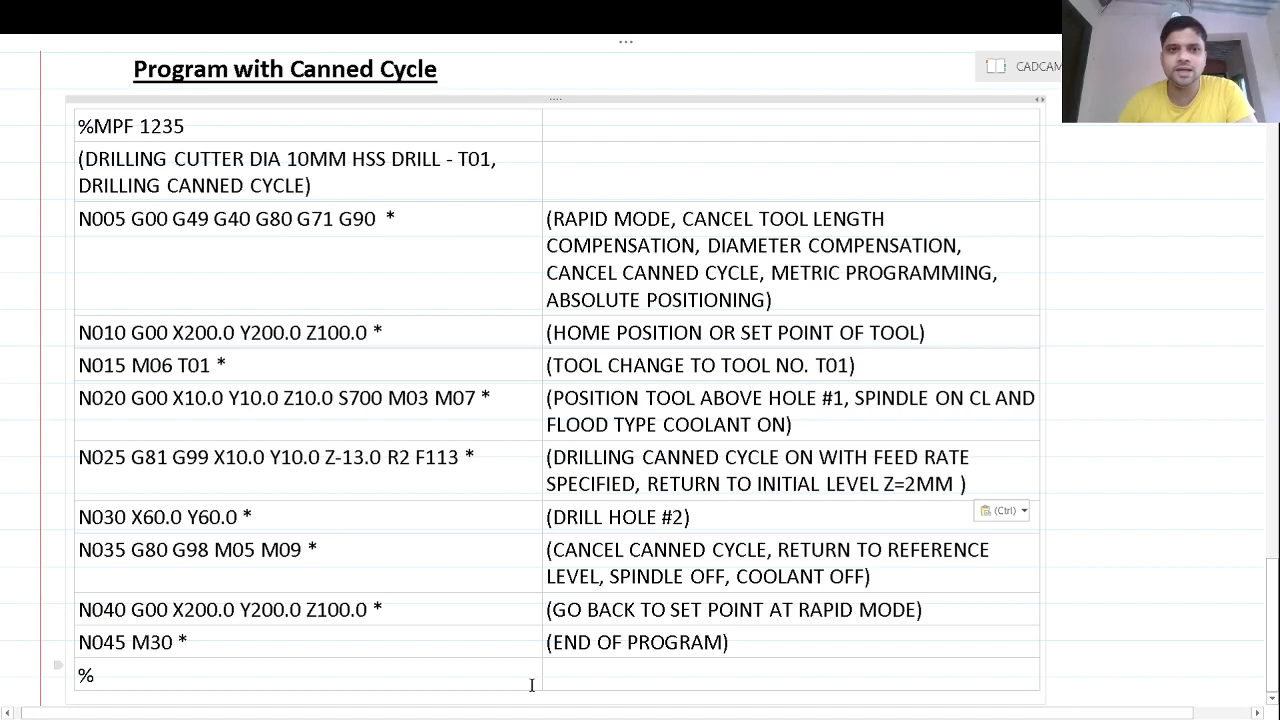 Program with Canned Cycle
CADCAM
%MPF 1235
(DRILLING CUTTER DIA 10MM HSS DRILL - T01,
DRILLING CANNED CYCLE)
N005 G00 G49 G40 G80 G71 G90 *
(RAPID MODE, CANCEL TOOL LENGTH
COMPENSATION, DIAMETER COMPENSATION,
CANCEL CANNED CYCLE, METRIC PROGRAMMING,
ABSOLUTE POSITIONING)
N010 G00 X200.0 Y200.0 Z100.0 *
(HOME POSITION OR SET POINT OF TOOL)
N015 M06 T01 *
(TOOL CHANGE TO TOOL NO. T01)
N020 G00 X10.0 Y10.0 Z10.0 S700 M03 M07 *
(POSITION TOOL ABOVE HOLE #1, SPINDLE ON CL AND
FLOOD TYPE COOLANT ON)
N025 G81 G99 X10.0 Y10.0 Z-13.0 R2 F113 *
(DRILLING CANNED CYCLE ON WITH FEED RATE
SPECIFIED, RETURN TO INITIAL LEVEL Z=2MM )
(Ctrl)
N030 X60.0 Y60.0 *
(DRILL HOLE #2)
N035 G80 G98 M05 M09 *
(CANCEL CANNED CYCLE, RETURN TO REFERENCE
LEVEL, SPINDLE OFF, COOLANT OFF)
N040 G00 X200.0 Y200.0 Z100.0 *
(GO BACK TO SET POINT AT RAPID MODE)
N045 M30 *
(END OF PROGRAM)
%